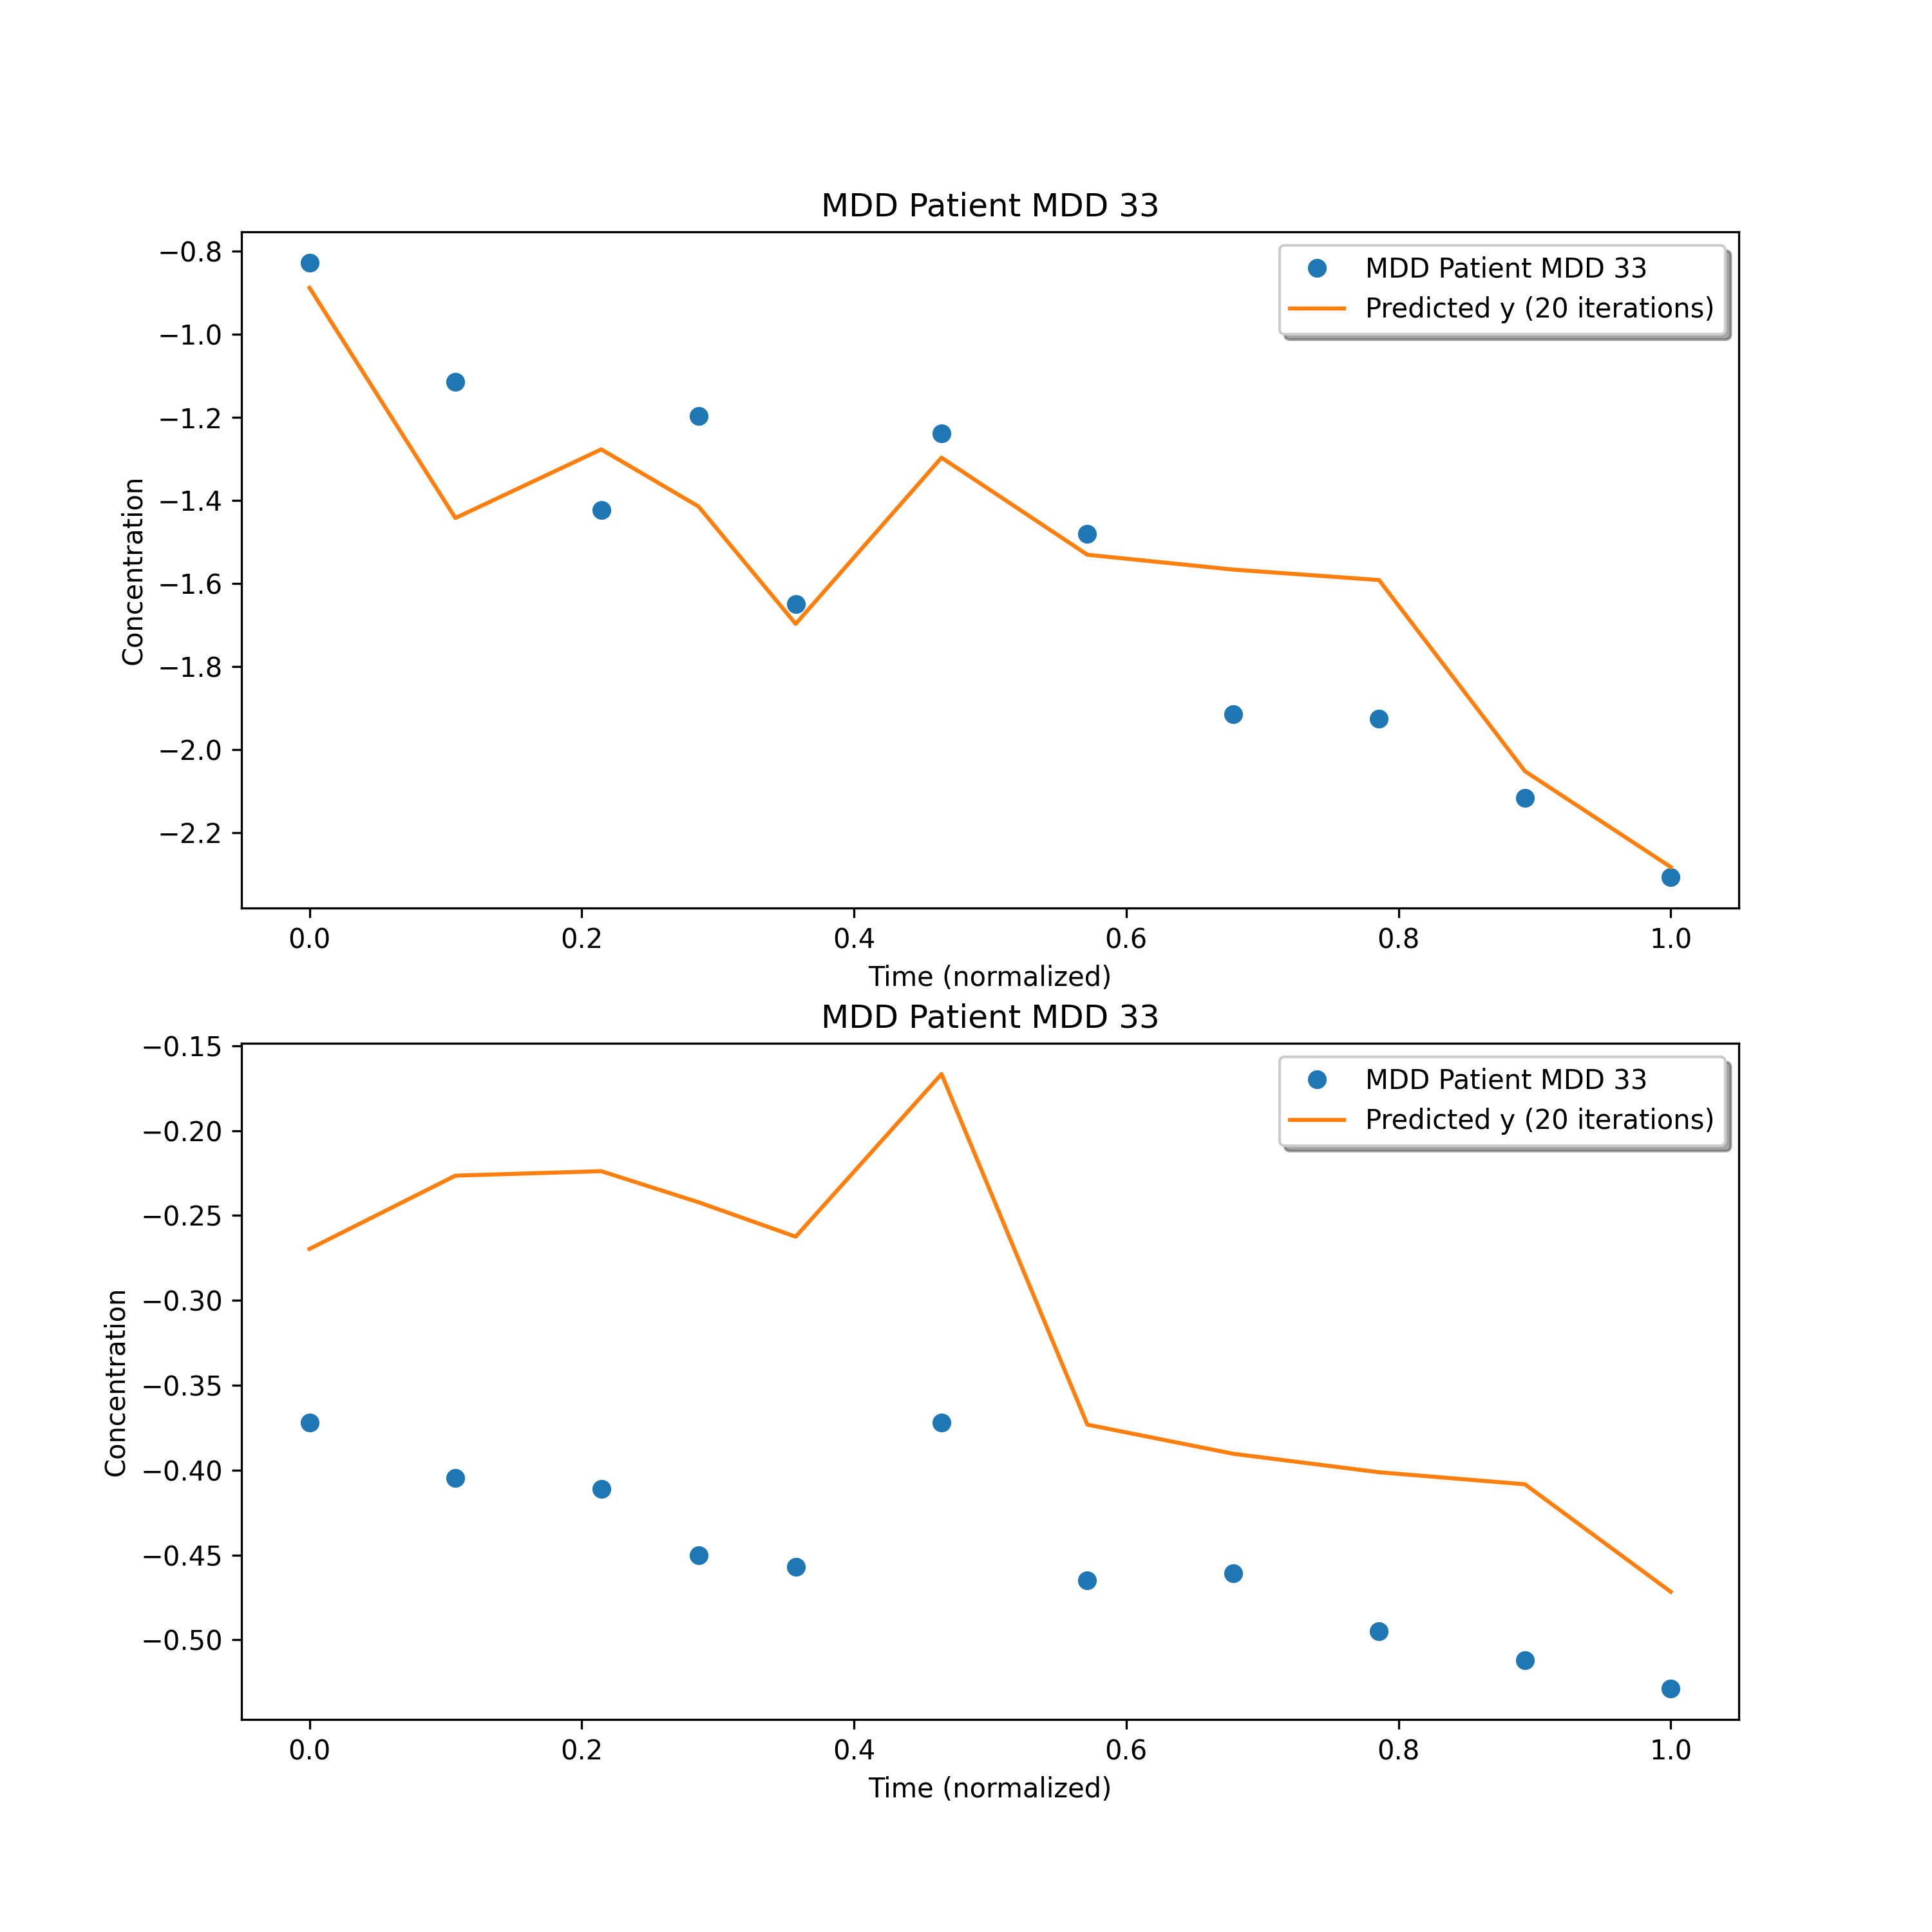 MDD Patient MDD 33
−0.8
−1.0
−1.2
−1.4
−1.6
−1.8
−2.0
−2.2
Concentration
MDD Patient MDD 33
Predicted y (20 iterations)
0.0 0.2 0.4 0.6 0.8 1.0
Time (normalized)
MDD Patient MDD 33
−0.15
−0.20
−0.25
−0.30
−0.35
−0.40
−0.45
−0.50
Concentration
MDD Patient MDD 33
Predicted y (20 iterations)
0.0 0.2 0.4 0.6 0.8 1.0
Time (normalized)